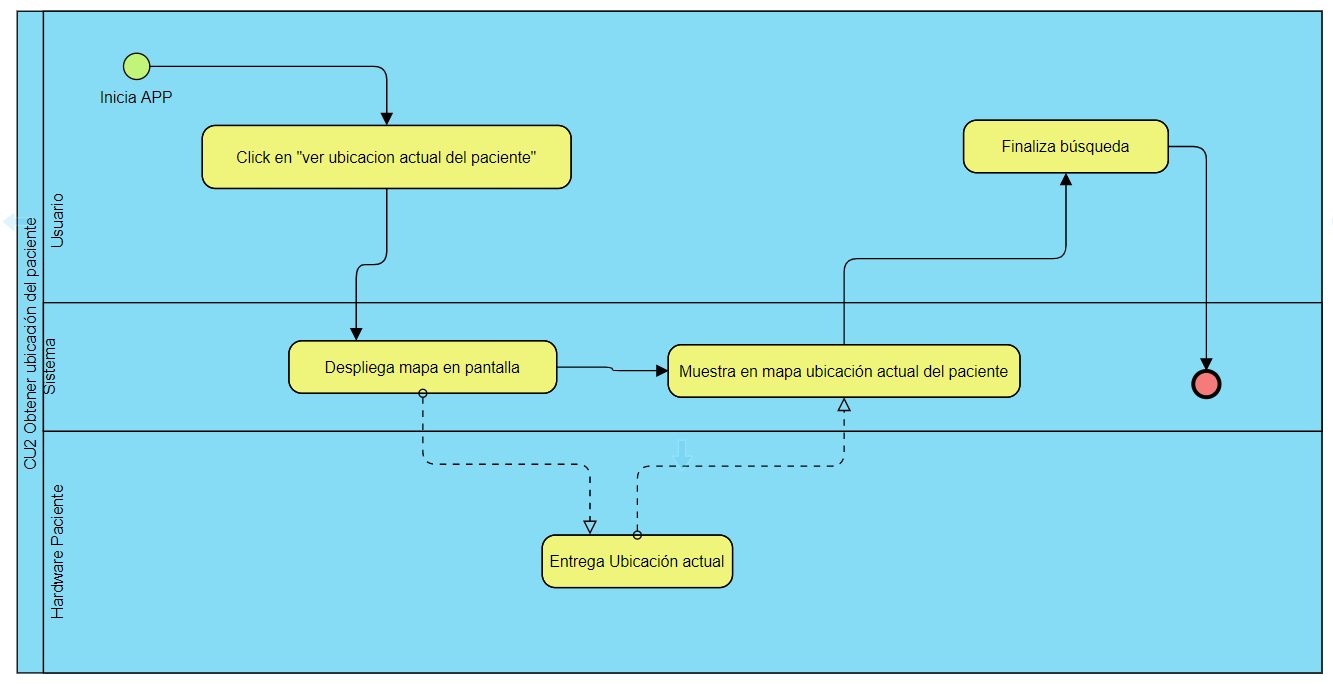 CU2 Obtener ubicación del paciente
Usuario
Inicia APP
Click en "ver ubicacion actual del paciente"
Finaliza búsqueda
Sistema
Despliega mapa en pantalla
Muestra en mapa ubicación actual del paciente
Hardware Paciente
Entrega Ubicación actual